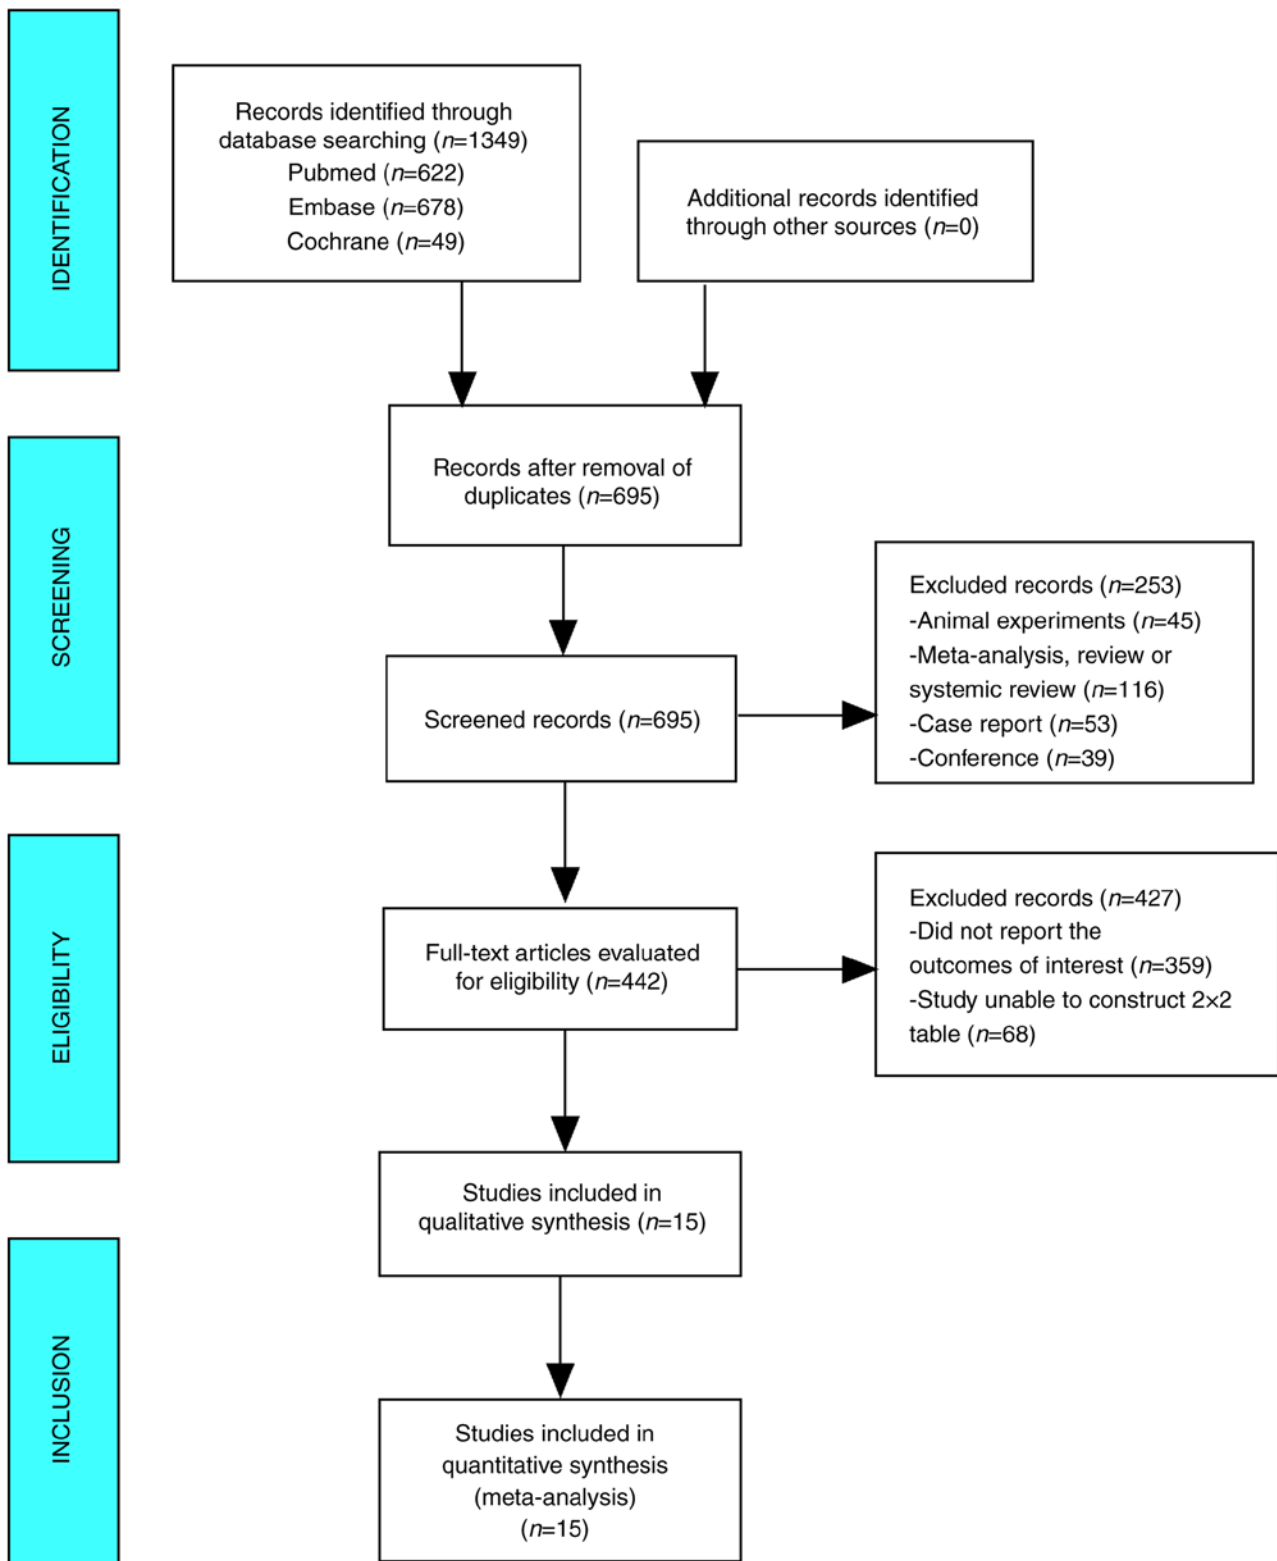 IDENTIFICATION
Records identified through
database searching (n=1349)
Pubmed (n=622)
Embase (n=678)
Cochrane (n=49)
Additional records identified
through other sources (n=0)
SCREENING
Records after removal of
duplicates (n=695)
Screened records (n=695)
Excluded records (n=253)
-Animal experiments (n=45)
-Meta-analysis, review or
systemic review (n=116)
-Case report (n=53)
-Conference (n=39)
ELIGIBILITY
Full-text articles evaluated
for eligibility (n=442)
Excluded records (n=427)
-Did not report the
outcomes of interest (n=359)
-Study unable to construct 2×2
table (n=68)
Studies included in
qualitative synthesis (n=15)
INCLUSION
Studies included in
quantitative synthesis
(meta-analysis)
(n=15)